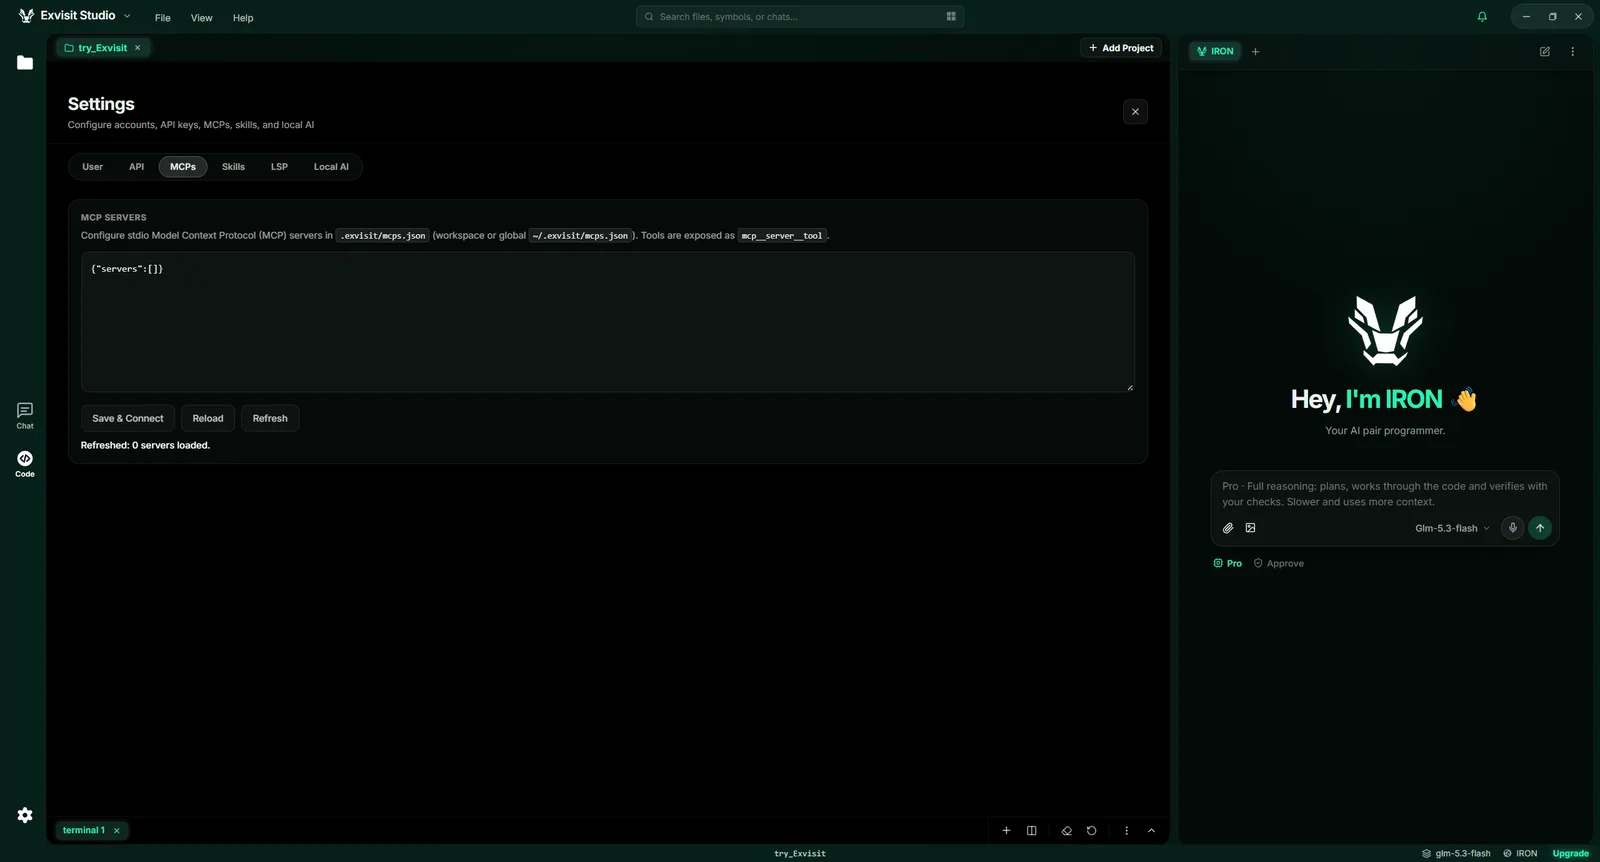 Exvisit Studio File View Help Search files, symbols, or chats...
try_Exvisit × Add Project
IRON
Settings
Configure accounts, API keys, MCPs, skills, and local AI
User API MCPs Skills LSP Local AI
MCP SERVERS
Configure stdio Model Context Protocol (MCP) servers in .exvisit/mcps.json (workspace or global ~/.exvisit/mcps.json). Tools are exposed as mcp__server__tool.
{"servers":[]}
Save & Connect Reload Refresh
Refreshed: 0 servers loaded.
Chat
Code
Hey, I'm IRON 👋
Your AI pair programmer.
Pro · Full reasoning: plans, works through the code and verifies with
your checks. Slower and uses more context.
Glm-5.3-flash
Pro Approve
terminal 1 ×
try_Exvisit glm-5.3-flash IRON Upgrade